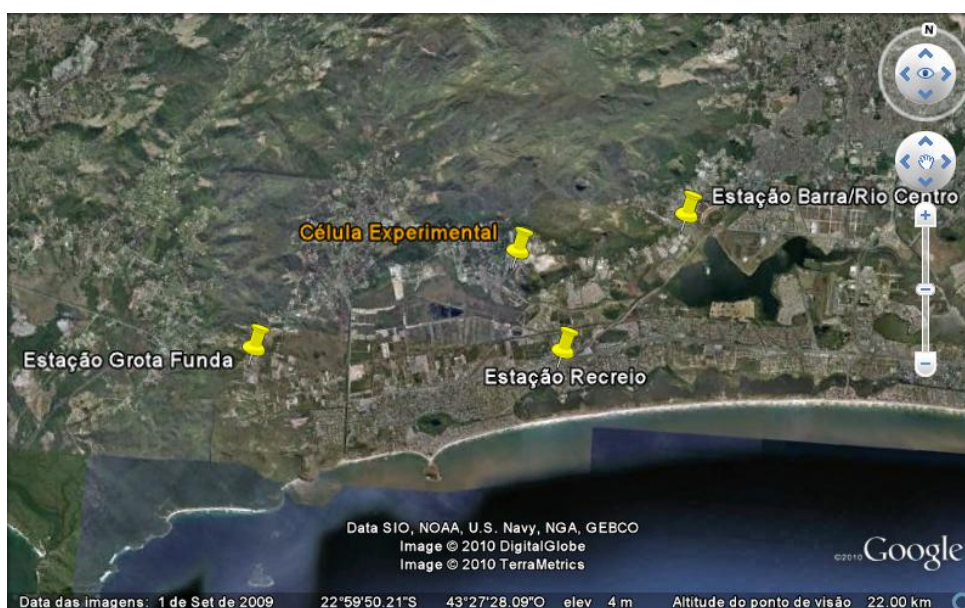 N
Estação Barra/Rio Centro
Célula Experimental
Estação Grota Funda
Estação Recreio
Data SIO, NOAA, U.S. Navy, NGA, GEBCO
Image © 2010 DigitalGlobe
Image © 2010 TerraMetrics
©2010 Google
Data das imagens: 1 de Set de 2009 22°59'50.21"S 43°27'28.09"O elev 4 m Altitude do ponto de visão 22.00 km